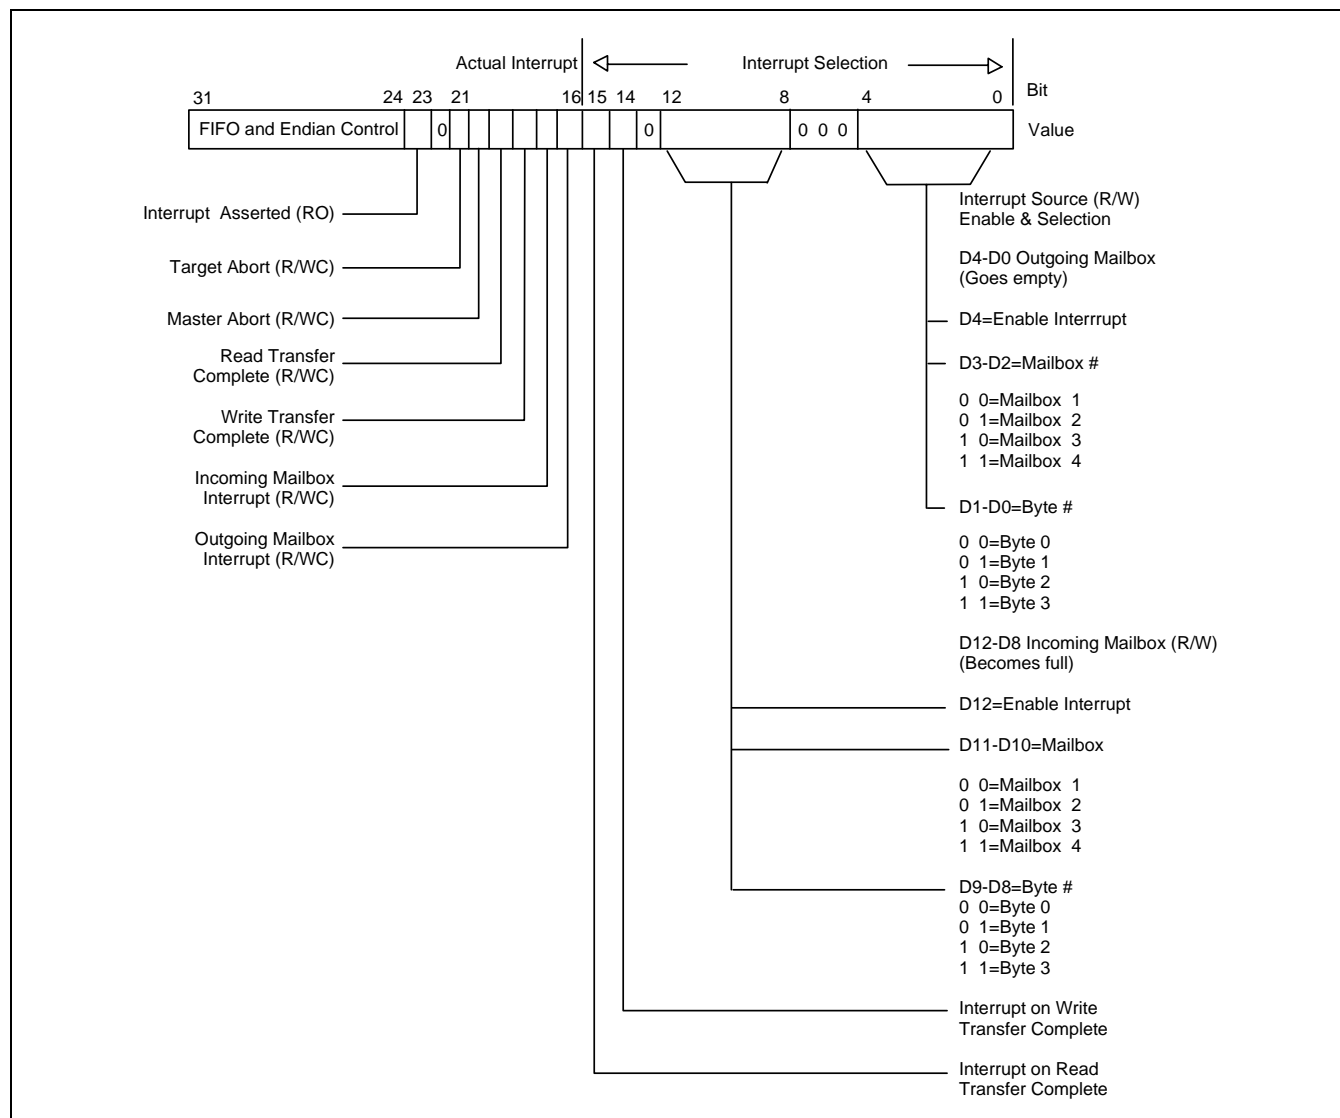 Actual Interrupt
Interrupt Selection
31 24 23 21 16 15 14 12 8 4 0 Bit
FIFO and Endian Control 0 0 0 0 0 Value
Interrupt Asserted (RO)
Target Abort (R/WC)
Master Abort (R/WC)
Read Transfer
Complete (R/WC)
Write Transfer
Complete (R/WC)
Incoming Mailbox
Interrupt (R/WC)
Outgoing Mailbox
Interrupt (R/WC)
Interrupt Source (R/W)
Enable & Selection
D4-D0 Outgoing Mailbox
(Goes empty)
D4=Enable Interrrupt
D3-D2=Mailbox #
0 0=Mailbox 1
0 1=Mailbox 2
1 0=Mailbox 3
1 1=Mailbox 4
D1-D0=Byte #
0 0=Byte 0
0 1=Byte 1
1 0=Byte 2
1 1=Byte 3
D12-D8 Incoming Mailbox (R/W)
(Becomes full)
D12=Enable Interrupt
D11-D10=Mailbox
0 0=Mailbox 1
0 1=Mailbox 2
1 0=Mailbox 3
1 1=Mailbox 4
D9-D8=Byte #
0 0=Byte 0
0 1=Byte 1
1 0=Byte 2
1 1=Byte 3
Interrupt on Write
Transfer Complete
Interrupt on Read
Transfer Complete